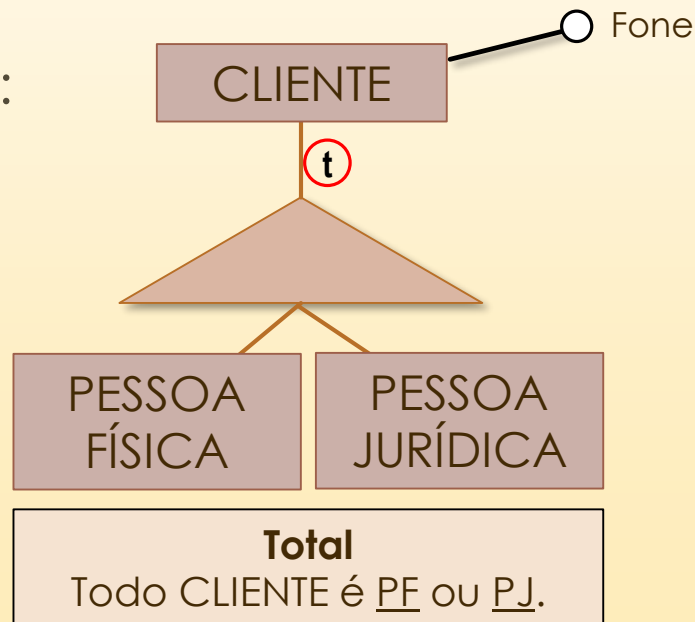 Fone
:
CLIENTE
t
PESSOA
FÍSICA
PESSOA
JURÍDICA
Total
Todo CLIENTE é PF ou PJ.